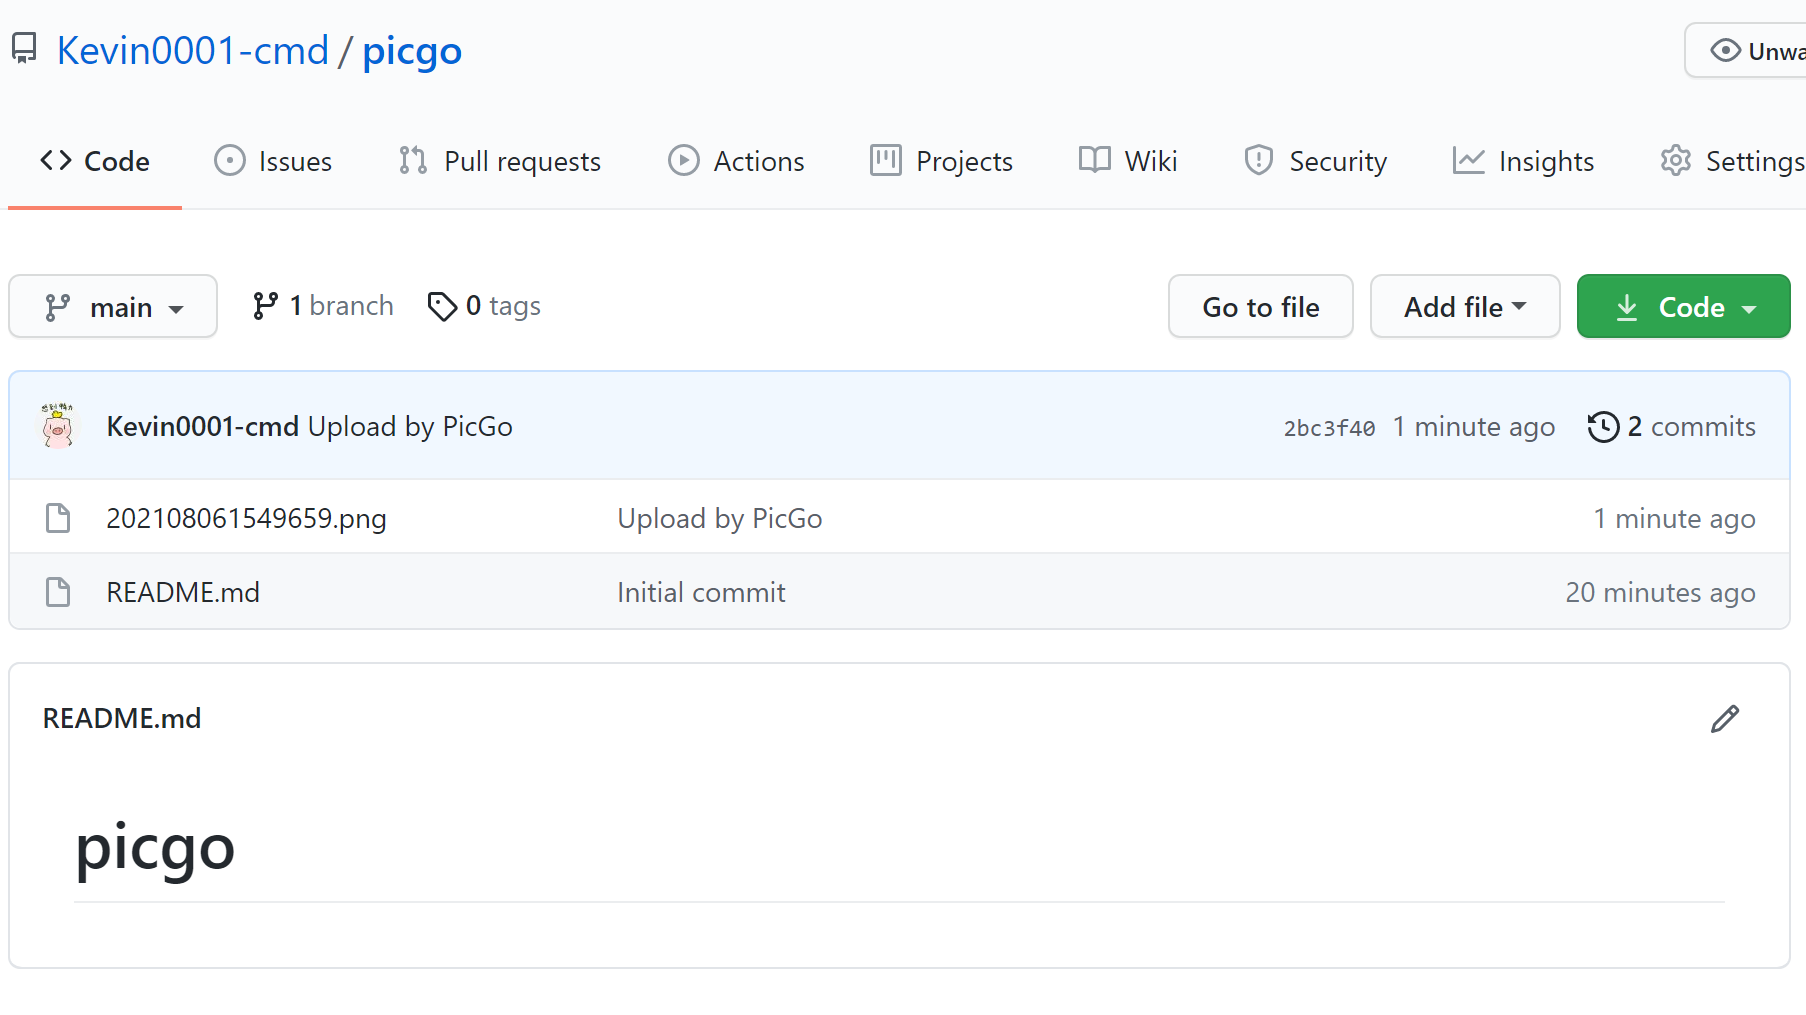 Kevin0001-cmd / picgo
Unwa
Code Issues Pull requests Actions Projects Wiki Security Insights Settings
main 1 branch 0 tags Go to file Add file Code
Kevin0001-cmd Upload by PicGo 2bc3f40 1 minute ago 2 commits
202108061549659.png Upload by PicGo 1 minute ago
README.md Initial commit 20 minutes ago
README.md
picgo